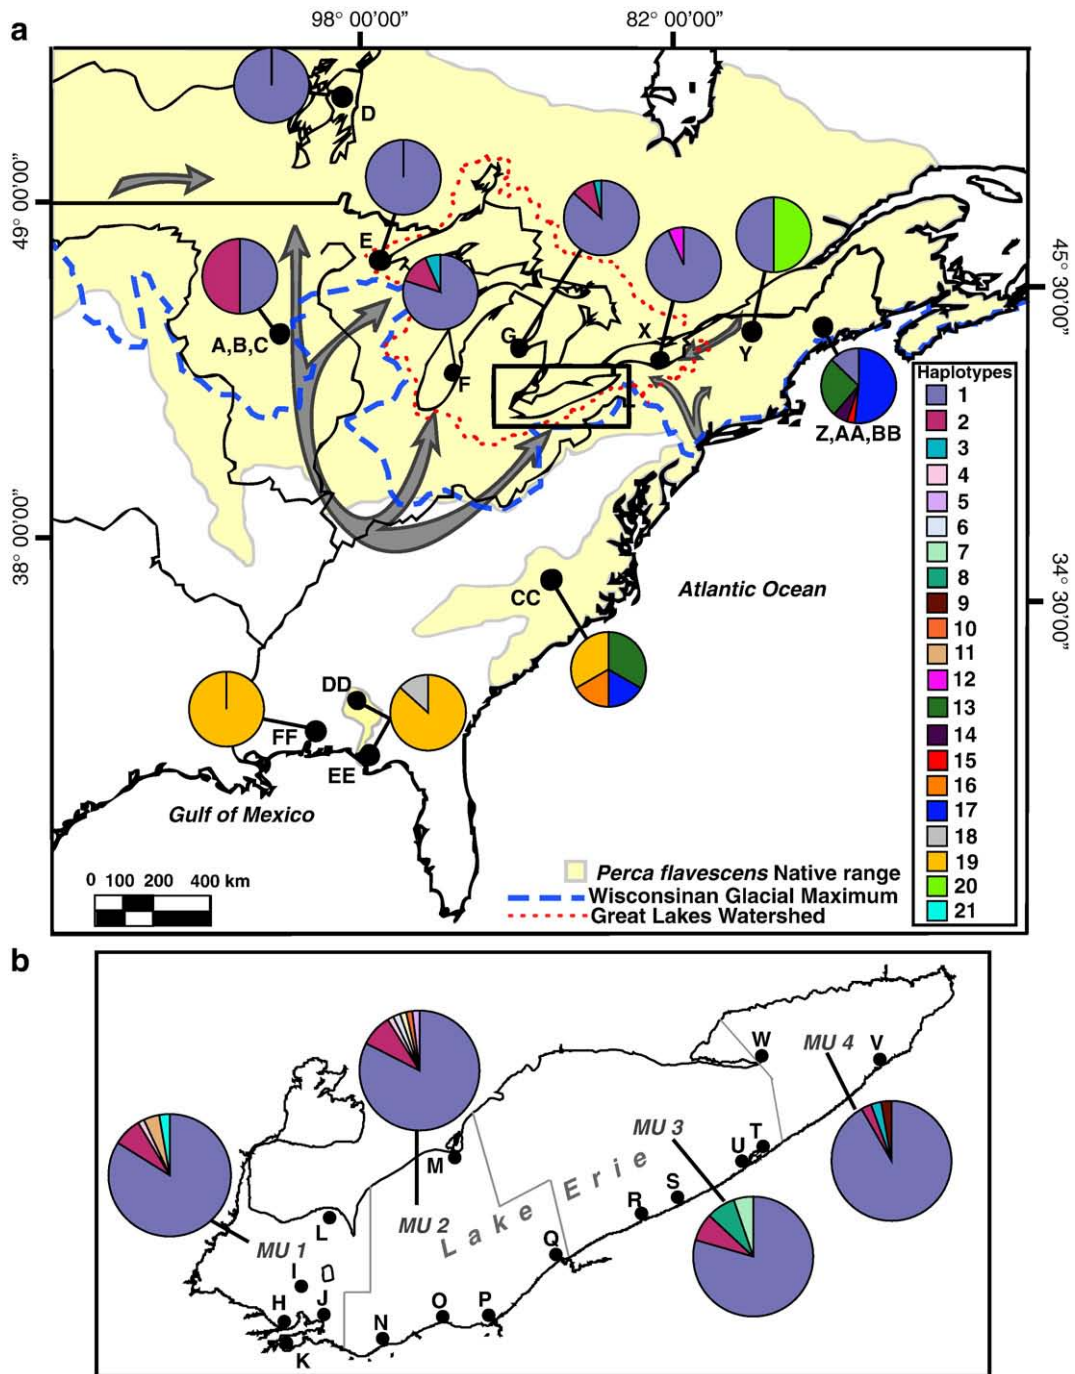 a
98° 00’00”
82° 00’00”
49° 00’00”
38° 00’00”
45° 30’00”
34° 30’00”
D
E
A,B,C
F
G
X
Y
Z,AA,BB
CC
DD
EE
FF
Atlantic Ocean
Gulf of Mexico
0 100 200 400 km
Perca flavescens Native range
Wisconsinan Glacial Maximum
Great Lakes Watershed
Haplotypes
1
2
3
4
5
6
7
8
9
10
11
12
13
14
15
16
17
18
19
20
21
b
W
V
MU 4
MU 3
T
U
M
S
R
Lake Erie
MU 2
L
MU 1
Q
I
H
J
O
P
N
K